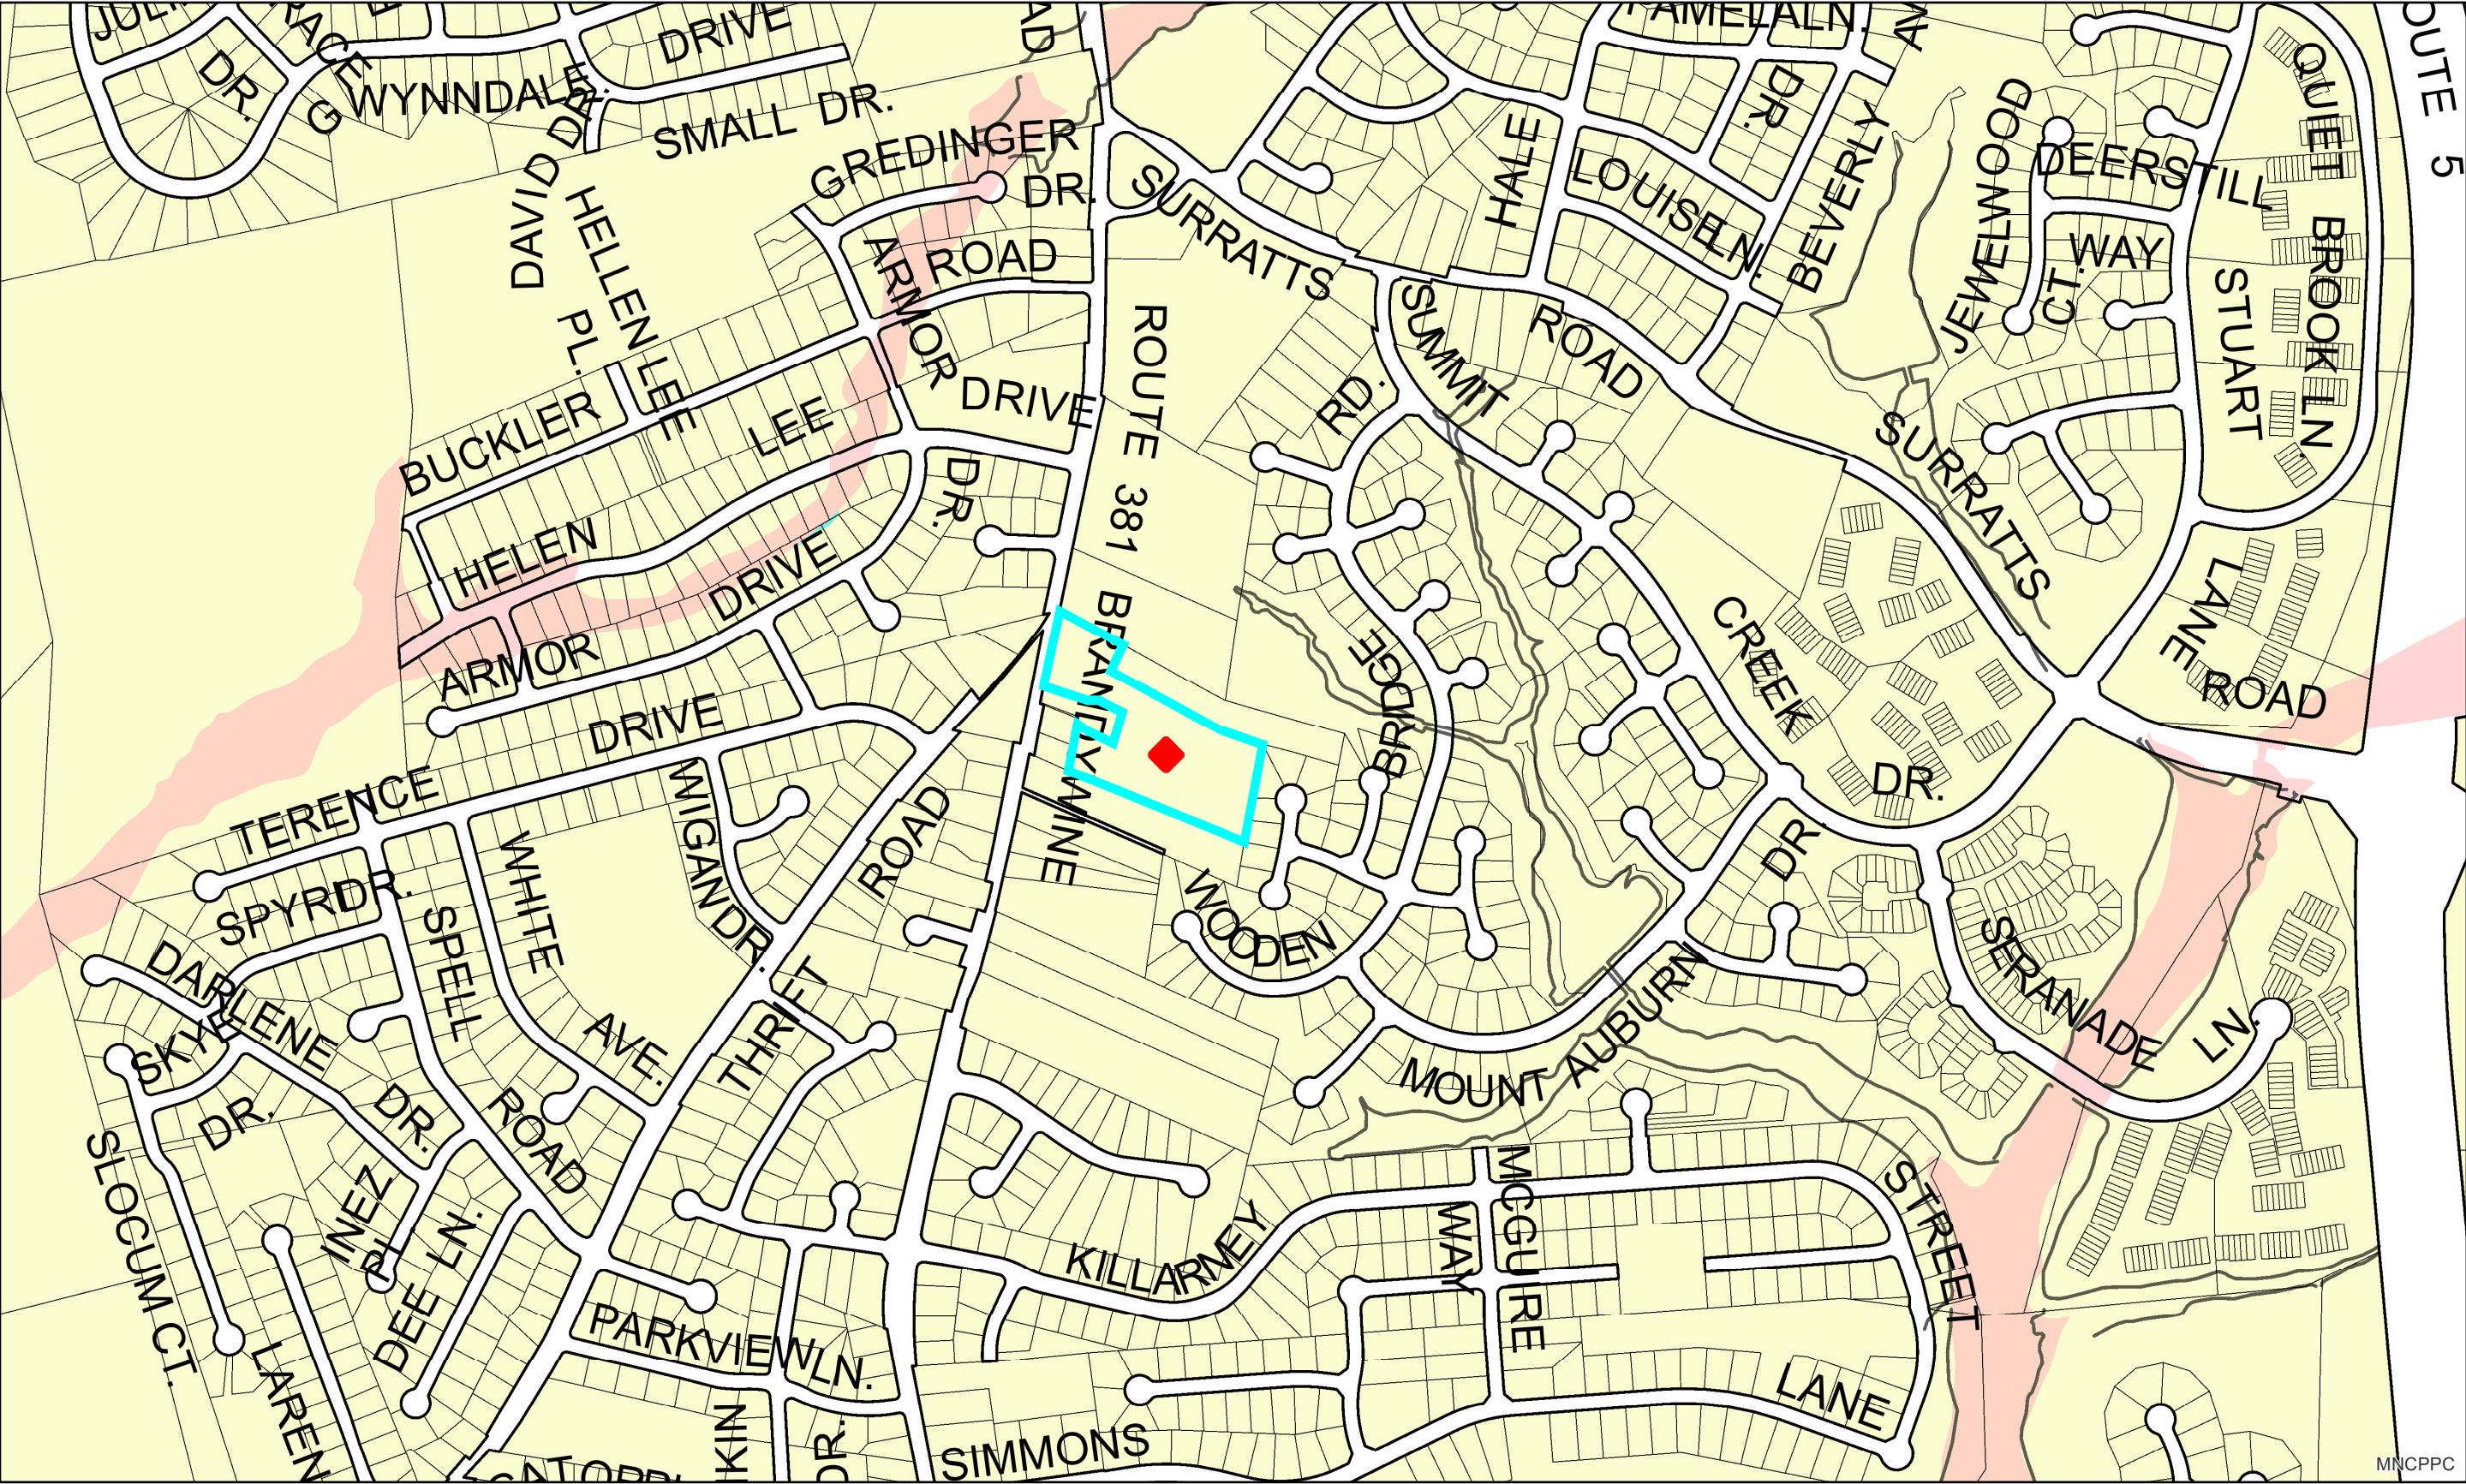 DR.
WYNNDALE
DRIVE
SMALL DR.
DAVID DR.
GREDINGER
DR.
HELLEN LEE
PL.
ARMOR
ROAD
SURRATTS
ROUTE 381 BRANDYWINE
HALE
PAMELA LN.
DR.
LOUISE LN.
BEVERLY
JEWELWOOD
CT.
DEERSTILL
WAY
QUIET BROOK LN.
STUART
LANE
ROUTE 5
SUMMIT
ROAD
RD.
BUCKLER
LEE
DRIVE
DR.
HELEN
DRIVE
ARMOR
DRIVE
TERENCE
SURRATTS
ROAD
CREEK
DR.
BRIDGE
WOODEN
WIGAN DR.
ROAD
WHITE
AVE.
SPYR DR.
SPELL
ROAD
DARLENE
DR.
SKYE
DR.
SLOCUM CT.
INEZ
PL.
DEE LN.
LAREN
THRIFT
PARKVIEW LN.
DR.
KILLARNEY
SIMMONS
LANE
MCGUIRE
WAY
MOUNT AUBURN
STREET
DR
SERANADE
LN.
MNCPPC